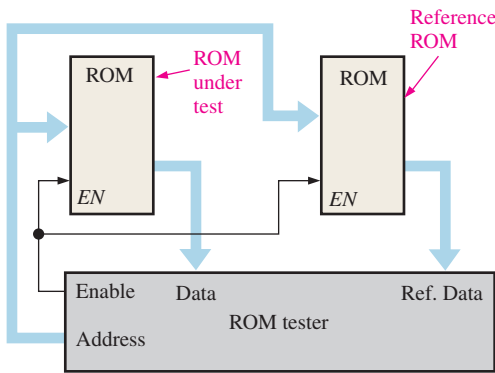 Reference
ROM
ROM
ROM
under
test
ROM
EN
EN
Enable
Data
Ref. Data
ROM tester
Address